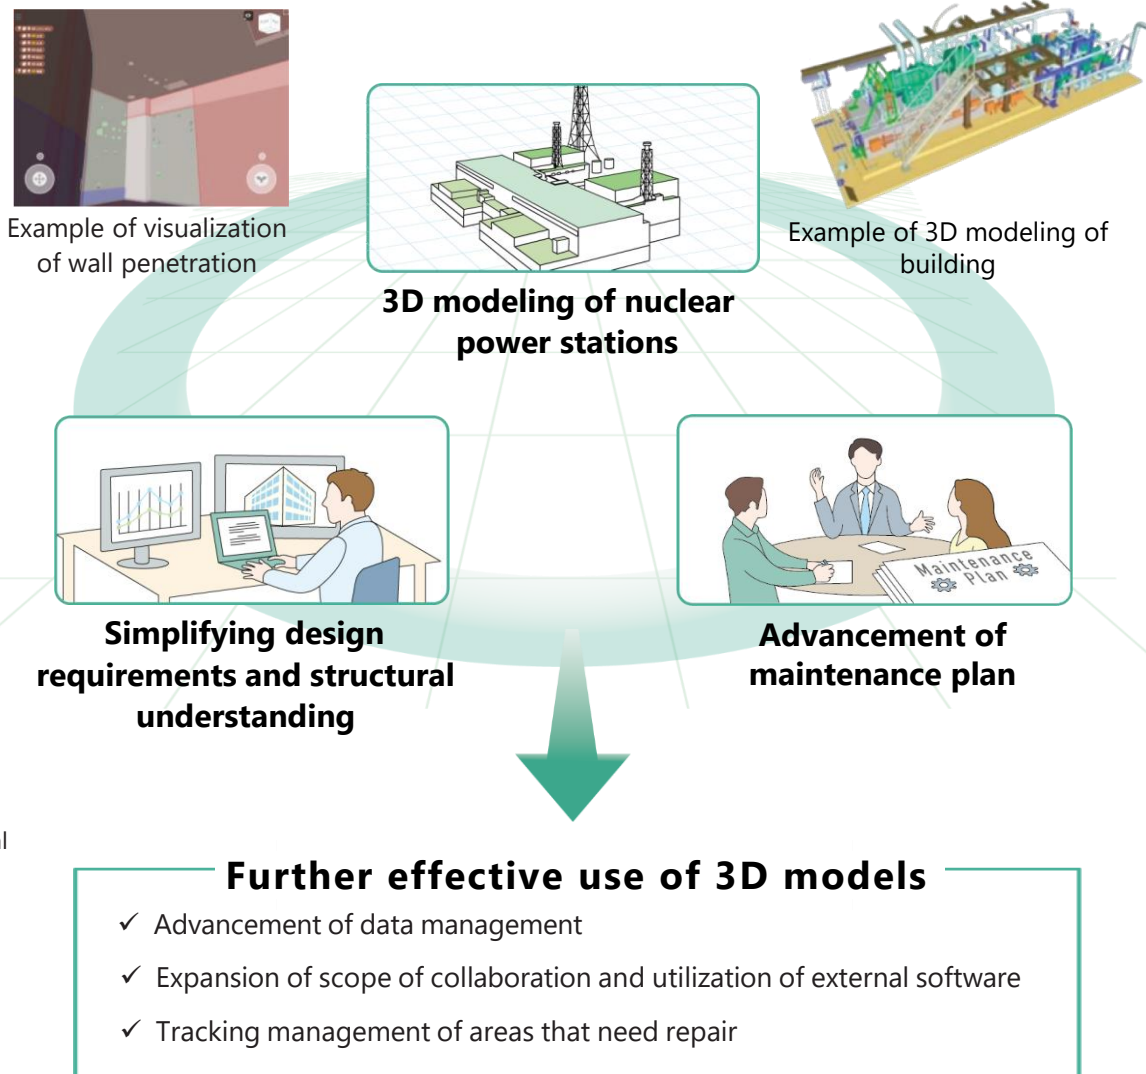 Example of visualization
of wall penetration
Example of 3D modeling of
building
3D modeling of nuclear
power stations
Maintenance
Plan
Simplifying design
requirements and structural
understanding
Advancement of
maintenance plan
Further effective use of 3D models
✓ Advancement of data management
✓ Expansion of scope of collaboration and utilization of external software
✓ Tracking management of areas that need repair